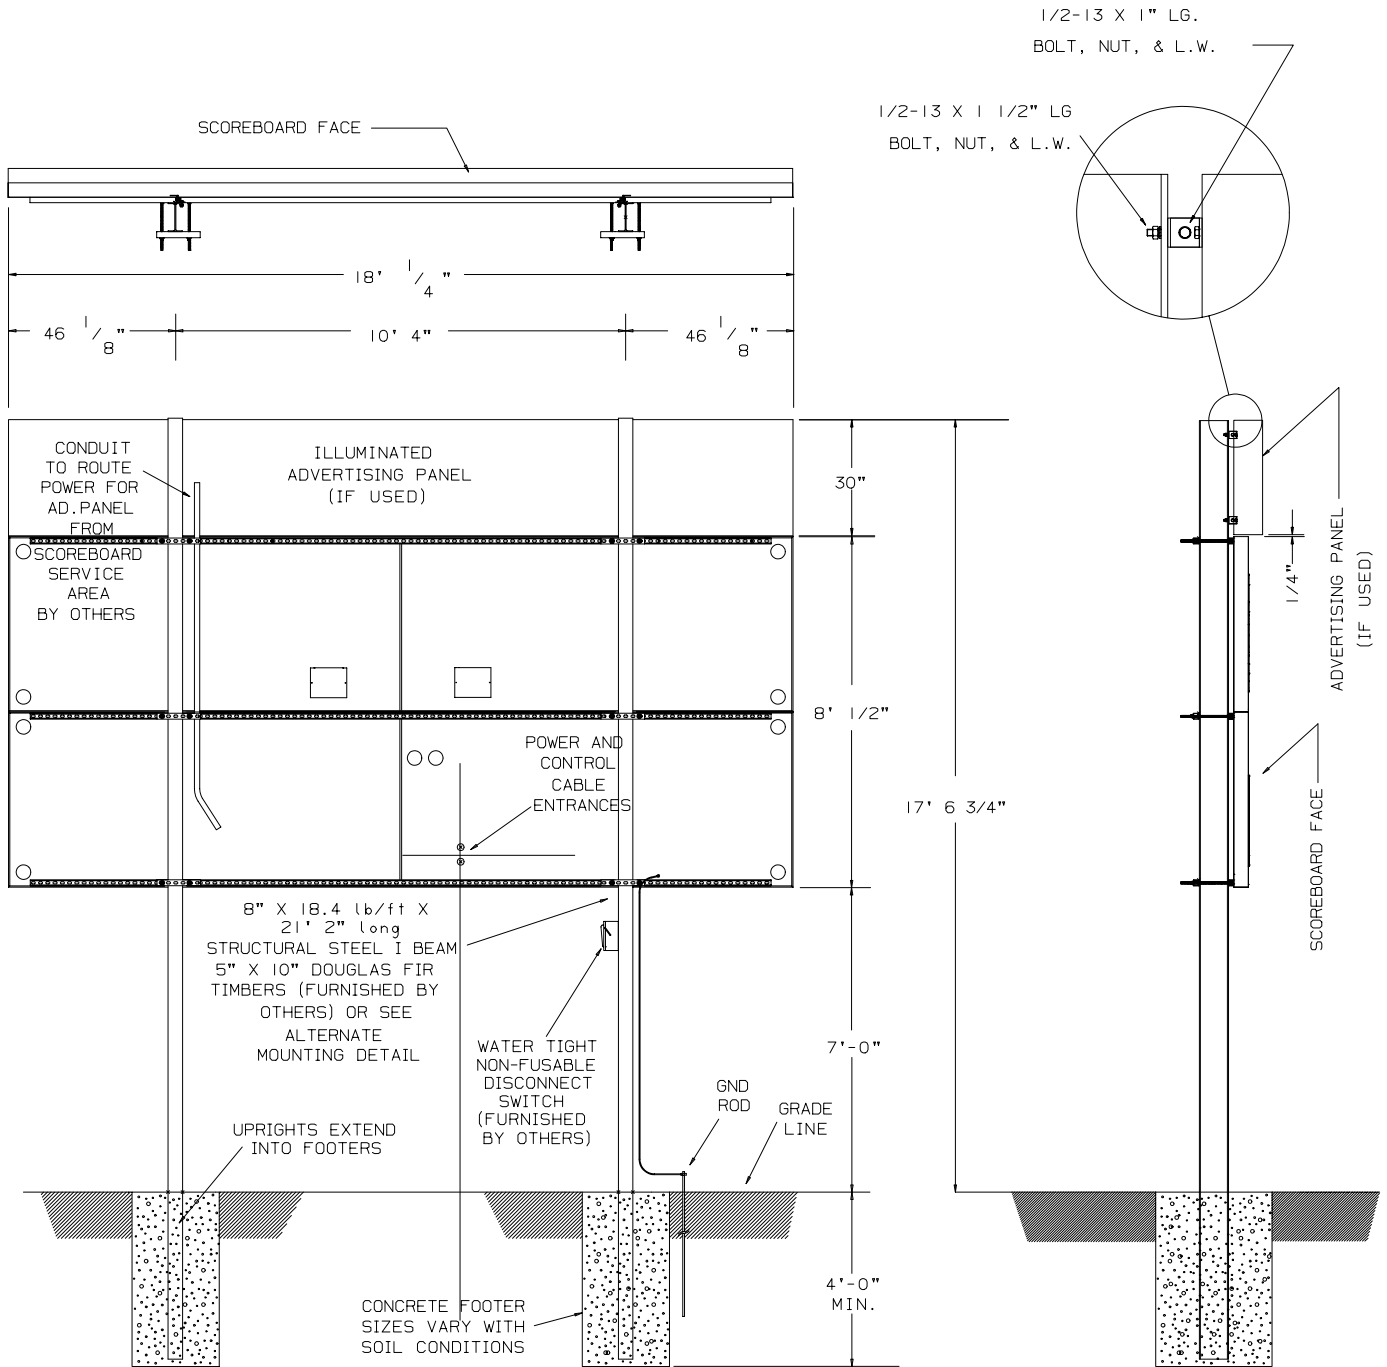 1/2-13 X 1" LG.
BOLT, NUT, & L.W.
1/2-13 X 1 1/2" LG
BOLT, NUT, & L.W.
SCOREBOARD FACE
18' 1/4"
46 1/8"
10' 4"
46 1/8"
CONDUIT
TO ROUTE
POWER FOR
AD.PANEL
FROM
SCOREBOARD
SERVICE
AREA
BY OTHERS
ILLUMINATED
ADVERTISING PANEL
(IF USED)
30"
8' 1/2"
17' 6 3/4"
1/4"
ADVERTISING PANEL
(IF USED)
SCOREBOARD FACE
POWER AND
CONTROL
CABLE
ENTRANCES
8" X 18.4 lb/ft X
21' 2" long
STRUCTURAL STEEL I BEAM
5" X 10" DOUGLAS FIR
TIMBERS (FURNISHED BY
OTHERS) OR SEE
ALTERNATE
MOUNTING DETAIL
WATER TIGHT
NON-FUSABLE
DISCONNECT
SWITCH
(FURNISHED
BY OTHERS)
7'-0"
GND
ROD
GRADE
LINE
UPRIGHTS EXTEND
INTO FOOTERS
4'-0"
MIN.
CONCRETE FOOTER
SIZES VARY WITH
SOIL CONDITIONS